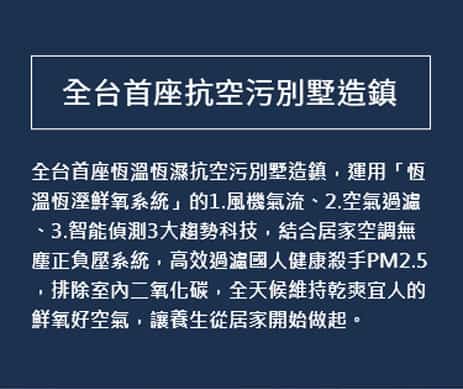 全台首座抗空污別墅造鎮
全台首座恆溫恆濕抗空污別墅造鎮，運用「恆
溫恆溼鮮氧系統」的1.風機氣流、2.空氣過濾
、3.智能偵測3大趨勢科技，結合居家空調無
塵正負壓系統，高效過濾國人健康殺手PM2.5
，排除室內二氧化碳，全天候維持乾爽宜人的
鮮氧好空氣，讓養生從居家開始做起。